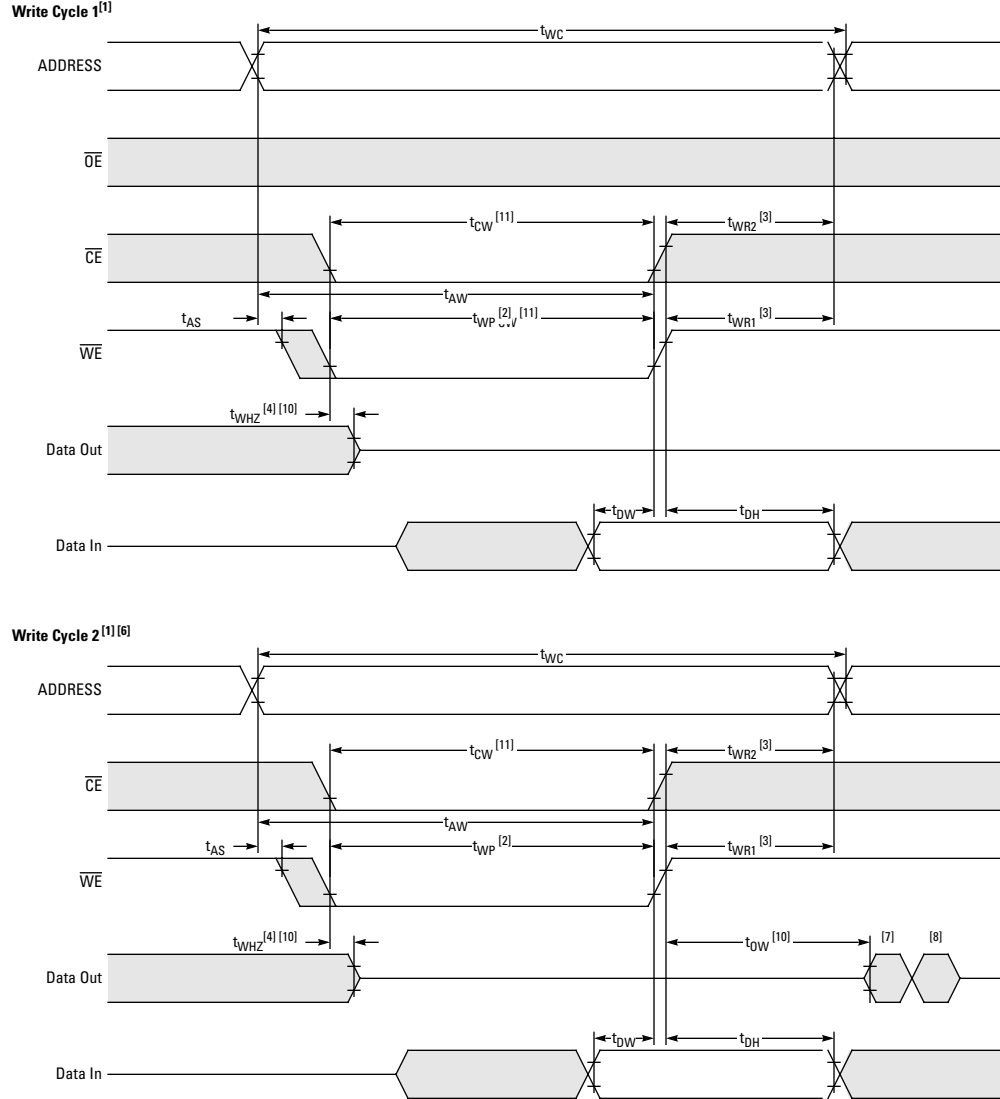 Write Cycle 1[1]
tWC
ADDRESS
OE
tCW [11]
tWR2 [3]
CE
tAW
tAS
tWP [2] [11]
tWR1 [3]
WE
tWHZ [4] [10]
Data Out
tDW
tDH
Data In
Write Cycle 2[1] [6]
tWC
ADDRESS
tCW [11]
tWR2 [3]
CE
tAW
tAS
tWP [2]
tWR1 [3]
WE
tWHZ [4] [10]
tOW [10]
[7]
[8]
Data Out
tDW
tDH
Data In